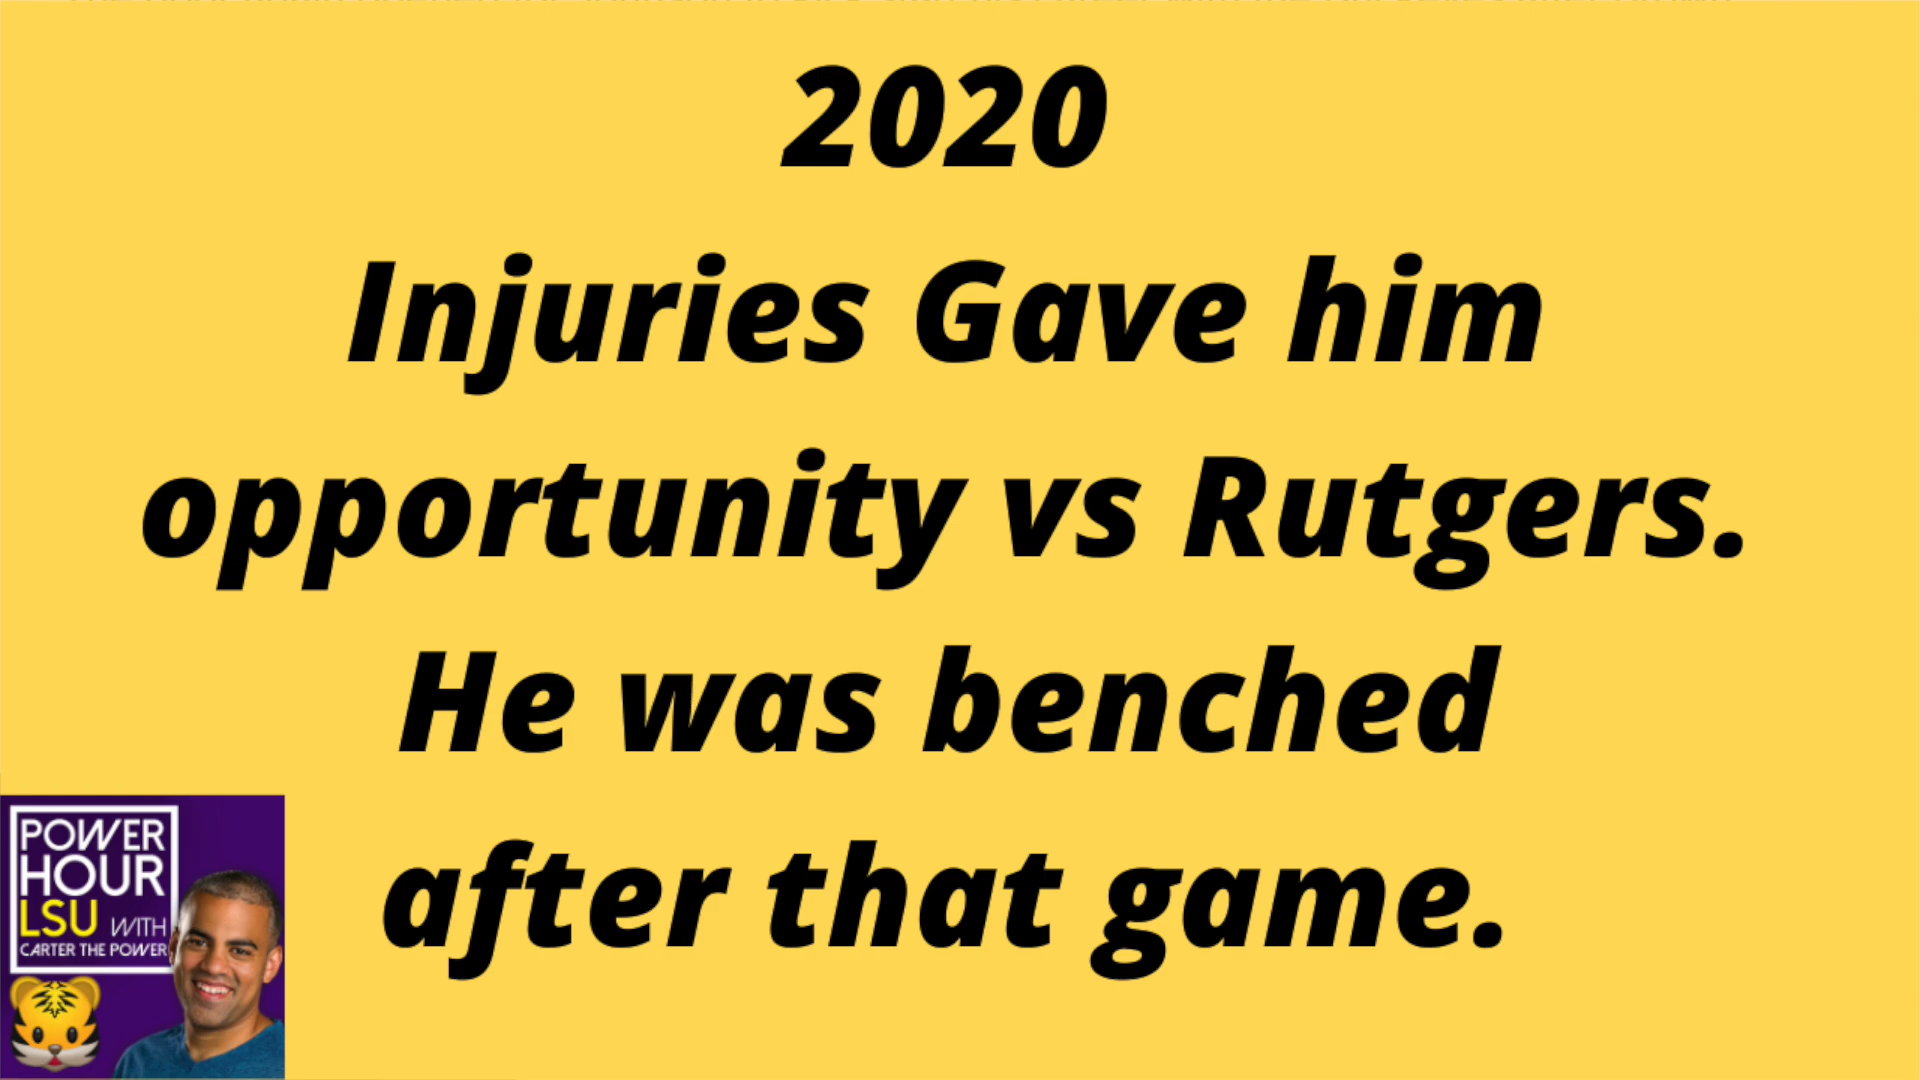 2020
Injuries Gave him
opportunity vs Rutgers.
He was benched
after that game.
POWER
HOUR
LSU WITH
CARTER THE POWER